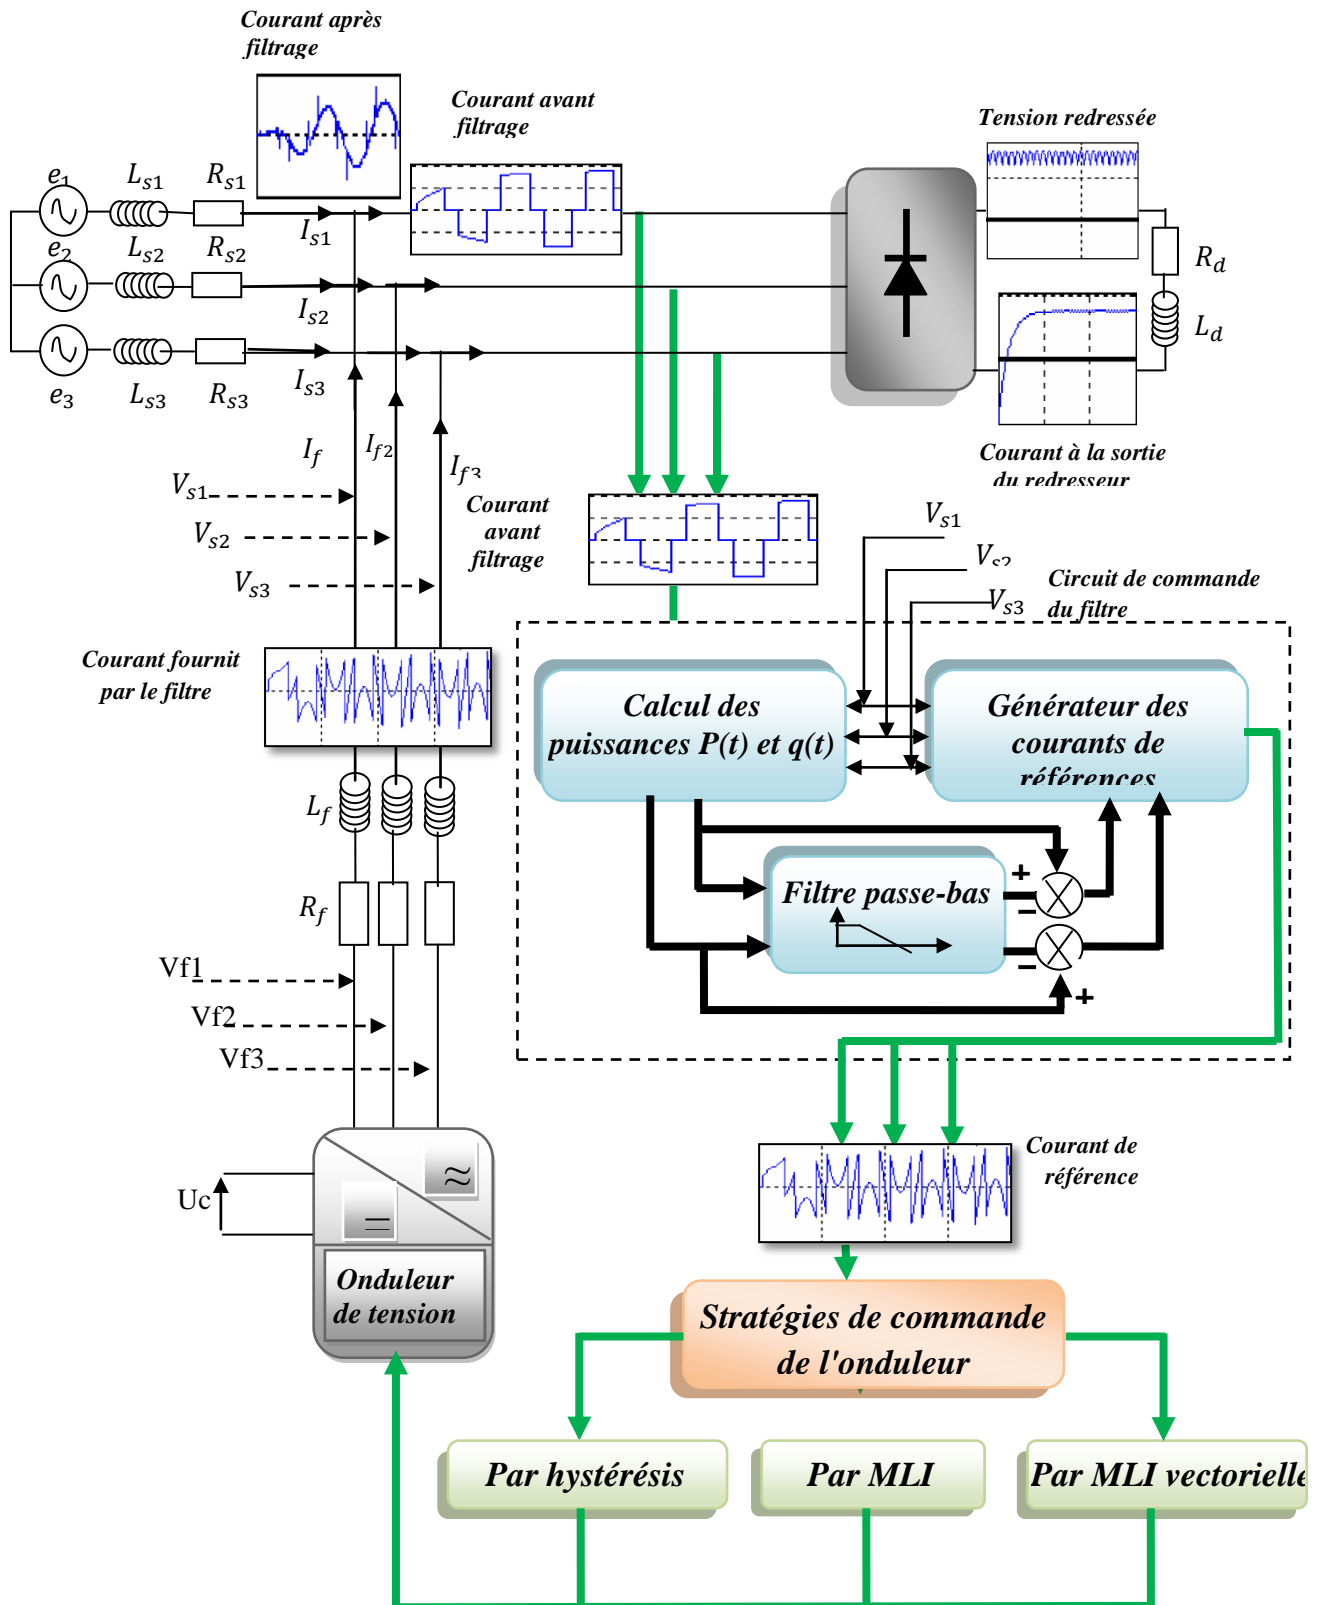 Courant après
filtrage
Courant avant
filtrage
Tension redressée
e1
Ls1
Rs1
Is1
e2
Ls2
Rs2
Is2
Rd
Ld
e3
Ls3
Rs3
Is3
Courant à la sortie
du redresseur
If
If2
If3
Vs1
Vs2
Vs3
Courant
avant
filtrage
Vs1
Vs2
Vs3
Circuit de commande
du filtre
Courant fournit
par le filtre
Calcul des
puissances P(t) et q(t)
Générateur des
courants de
références
Lf
Rf
Filtre passe-bas
+
−
−
+
Vf1
Vf2
Vf3
Uc
≈
=
Onduleur
de tension
Courant de
référence
Stratégies de commande
de l'onduleur
Par hystérésis
Par MLI
Par MLI vectorielle